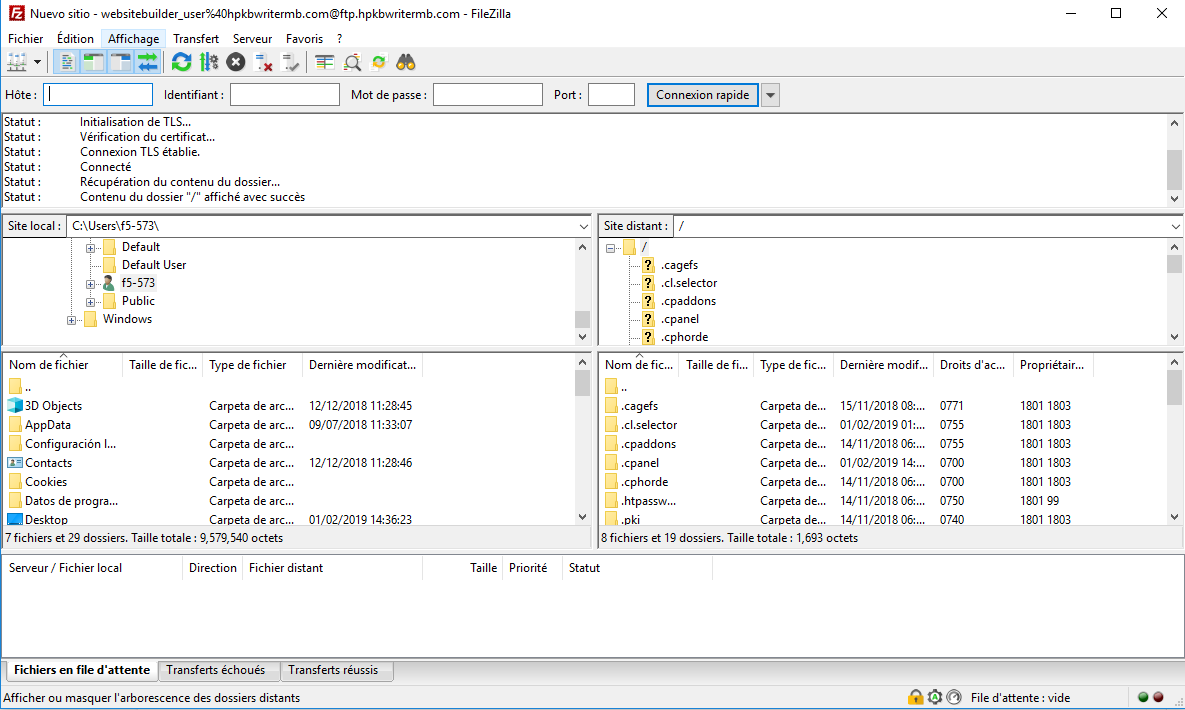 Nuevo sitio - websitebuilder_user%40hpkbwritermb.com@ftp.hpkbwritermb.com - FileZilla
Fichier Édition Affichage Transfert Serveur Favoris ?
Hôte : Identifiant : Mot de passe : Port : Connexion rapide
Statut : Initialisation de TLS...
Statut : Vérification du certificat...
Statut : Connexion TLS établie.
Statut : Connecté
Statut : Récupération du contenu du dossier...
Statut : Contenu du dossier "/" affiché avec succès
Site local : C:\Users\f5-573\
Default
Default User
f5-573
Public
Windows
Site distant : /
/
? .cagefs
? .cl.selector
? .cpaddons
? .cpanel
? .cphorde
Nom de fichier Taille de fic... Type de fichier Dernière modificat...
..
3D Objects Carpeta de arc... 12/12/2018 11:28:45
AppData Carpeta de arc... 09/07/2018 11:33:07
Configuración l... Carpeta de arc...
Contacts Carpeta de arc... 12/12/2018 11:28:46
Cookies Carpeta de arc...
Datos de progra... Carpeta de arc...
Desktop Carpeta de arc... 01/02/2019 14:36:23
7 fichiers et 29 dossiers. Taille totale : 9,579,540 octets
Nom de fic... Taille de fi... Type de fic... Dernière modif... Droits d'ac... Propriétair...
..
.cagefs Carpeta de... 15/11/2018 08:... 0771 1801 1803
.cl.selector Carpeta de... 01/02/2019 01:... 0755 1801 1803
.cpaddons Carpeta de... 14/11/2018 06:... 0755 1801 1803
.cpanel Carpeta de... 01/02/2019 14:... 0700 1801 1803
.cphorde Carpeta de... 14/11/2018 06:... 0700 1801 1803
.htpassw... Carpeta de... 14/11/2018 06:... 0750 1801 99
.pki Carpeta de... 14/11/2018 06:... 0740 1801 1803
8 fichiers et 19 dossiers. Taille totale : 1,693 octets
Serveur / Fichier local Direction Fichier distant Taille Priorité Statut
Fichiers en file d'attente Transferts échoués Transferts réussis
Afficher ou masquer l'arborescence des dossiers distants File d'attente : vide